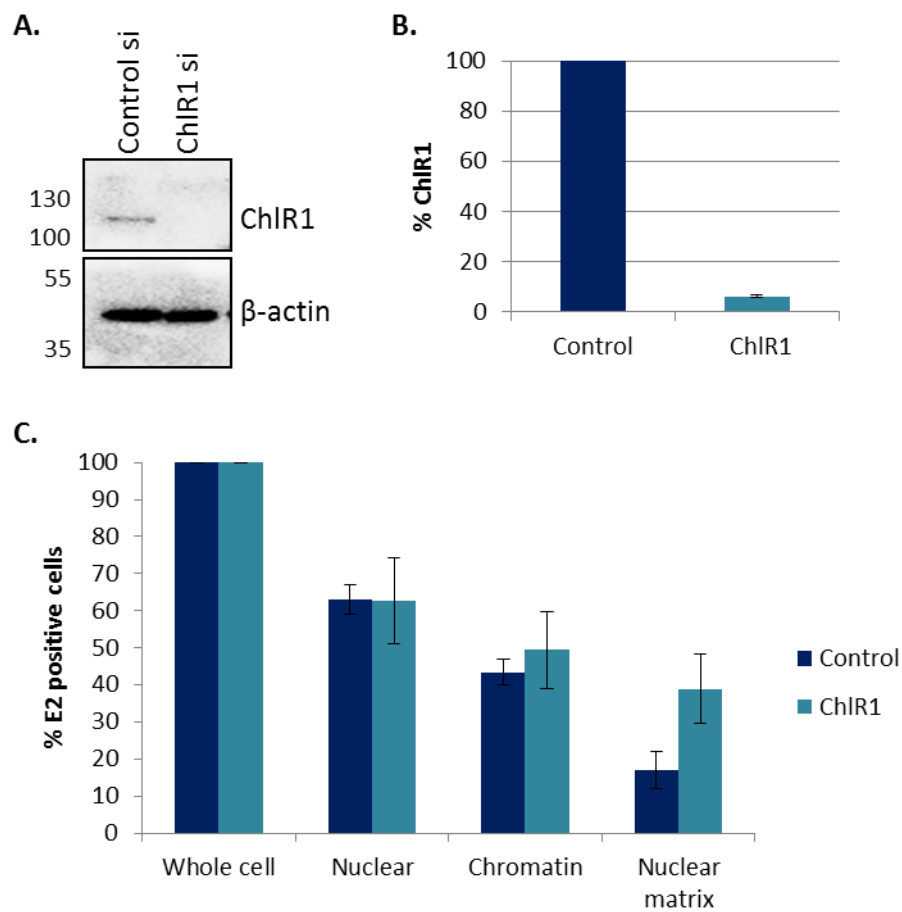 A.
Control si
ChlR1 si
130
100
ChlR1
55
35
β-actin
B.
% ChlR1
100
80
60
40
20
0
Control
ChlR1
C.
% E2 positive cells
100
90
80
70
60
50
40
30
20
10
0
Whole cell
Nuclear
Chromatin
Nuclear
matrix
Control
ChlR1